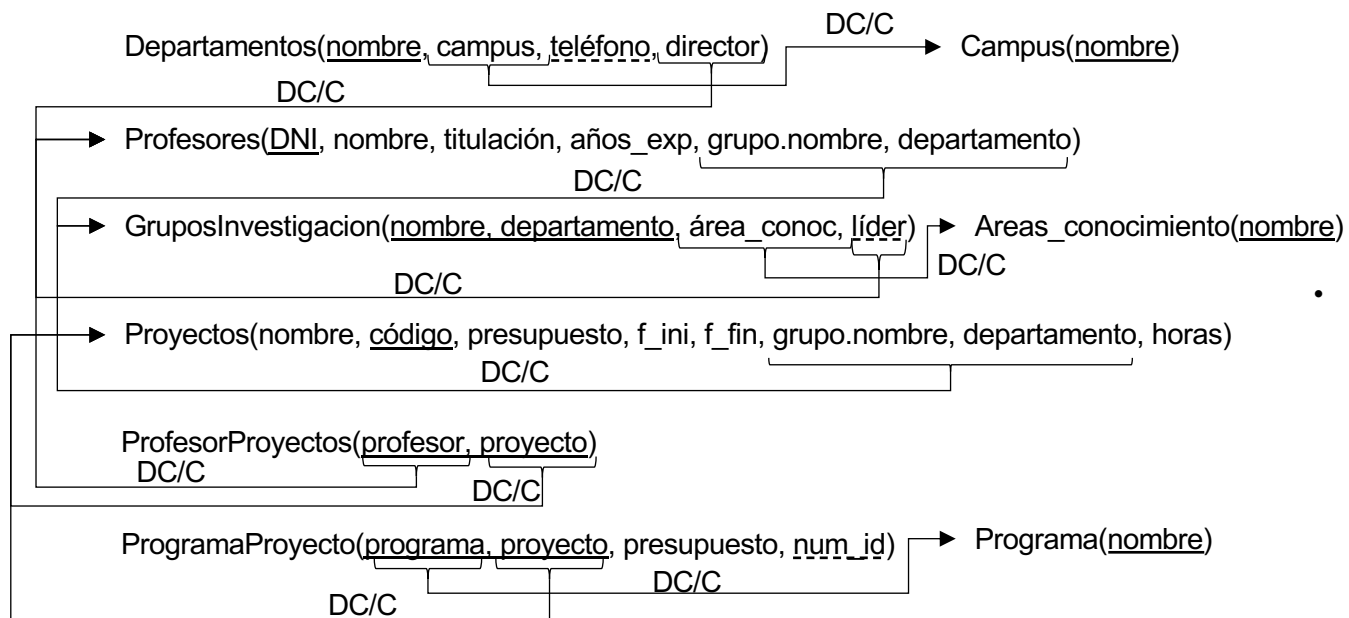 DC/C
Departamentos(nombre, campus, teléfono, director) Campus(nombre)
DC/C
Profesores(DNI, nombre, titulación, años_exp, grupo.nombre, departamento)
DC/C
GruposInvestigacion(nombre, departamento, área_conoc, líder) Areas_conocimiento(nombre)
DC/C
DC/C
•
Proyectos(nombre, código, presupuesto, f_ini, f_fin, grupo.nombre, departamento, horas)
DC/C
ProfesorProyectos(profesor, proyecto)
DC/C
DC/C
ProgramaProyecto(programa, proyecto, presupuesto, num_id) Programa(nombre)
DC/C
DC/C